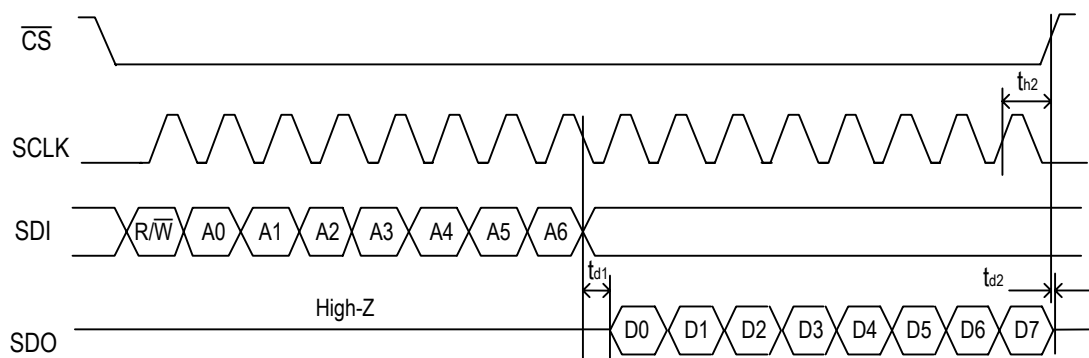 CS
th2
SCLK
SDI R/W A0 A1 A2 A3 A4 A5 A6
td1 td2
High-Z
SDO D0 D1 D2 D3 D4 D5 D6 D7